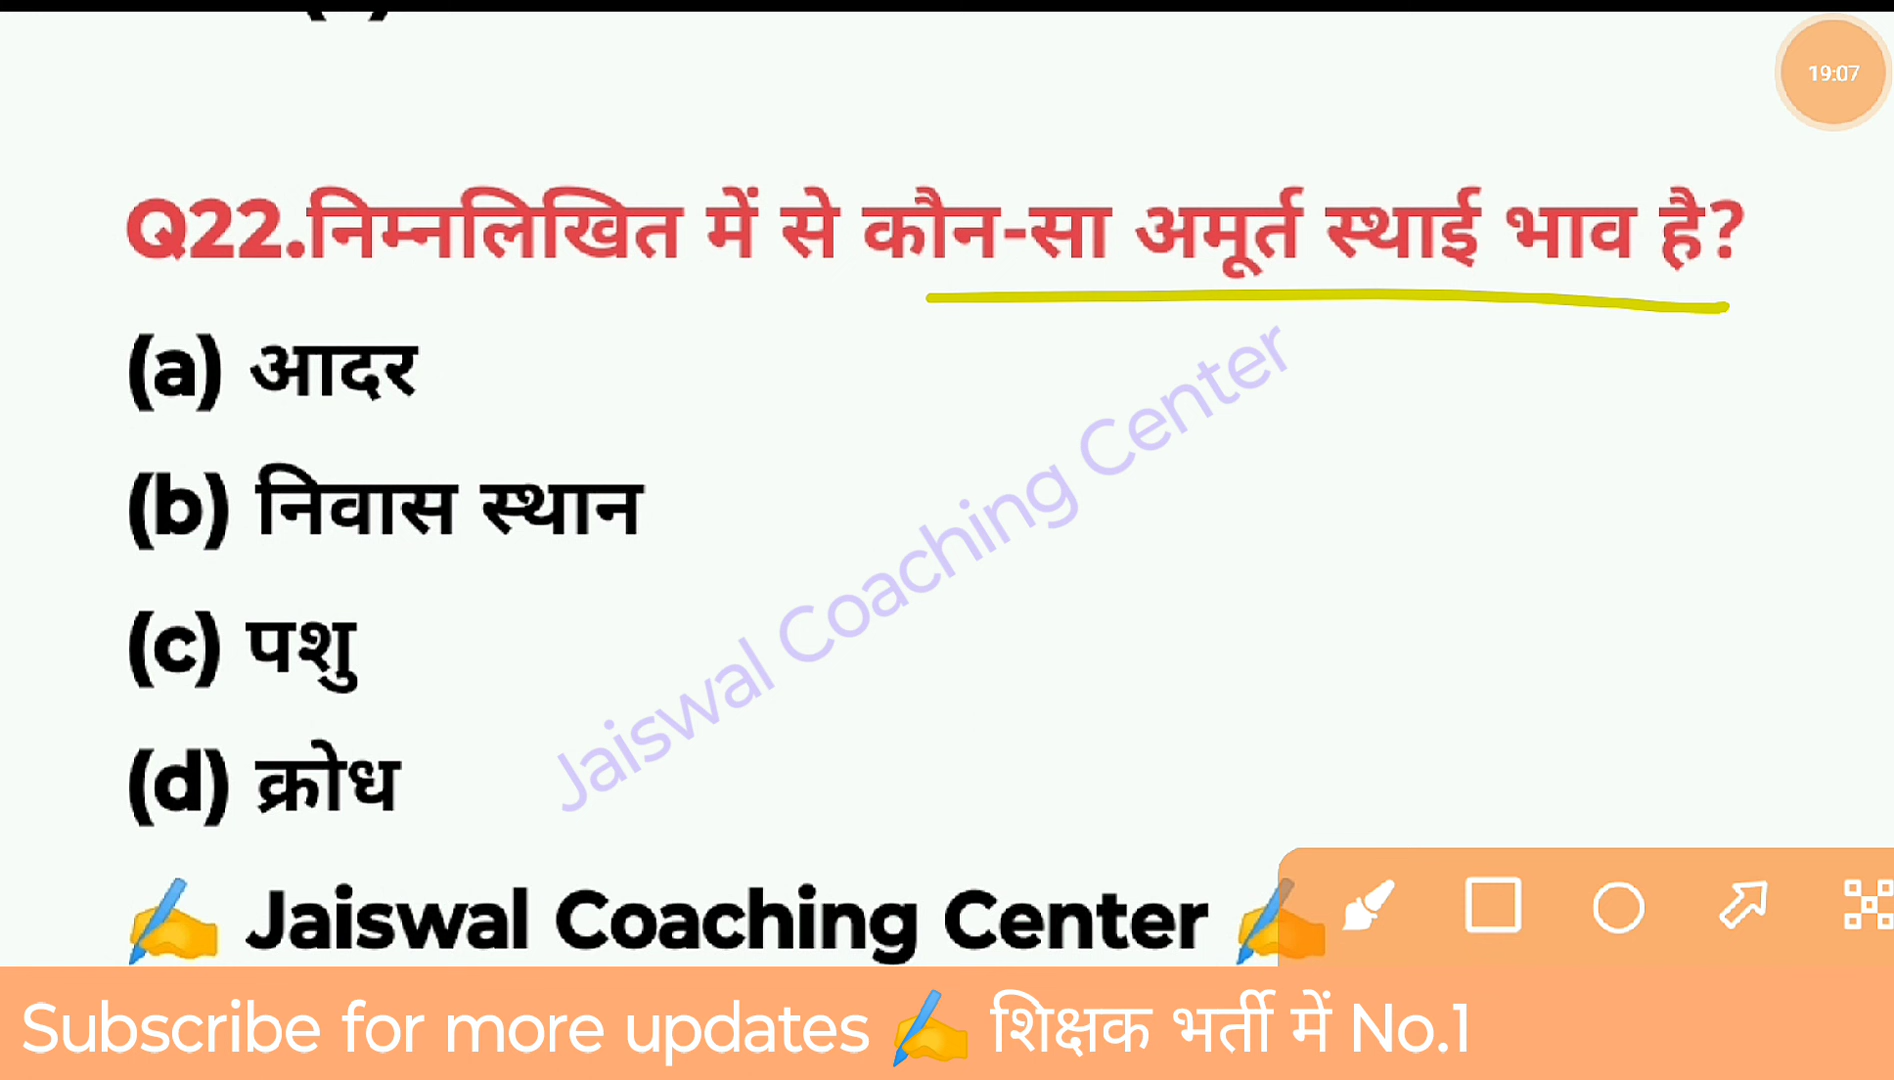 19:07
Q22.निम्नलिखित में से कौन-सा अमूर्त स्थाई भाव है?
(a) आदर
(b) निवास स्थान
(c) पशु
(d) क्रोध
Jaiswal Coaching Center
✍️ Jaiswal Coaching Center ✍️
Subscribe for more updates ✍️ शिक्षक भर्ती में No.1